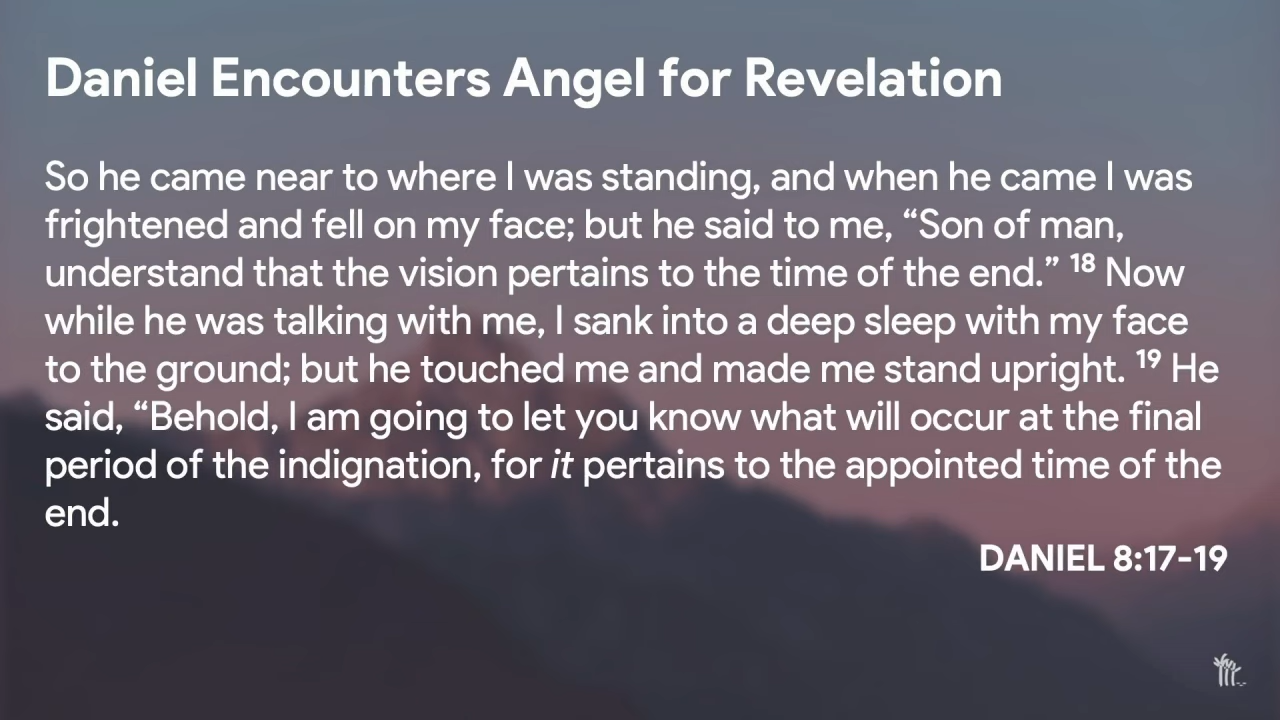 Daniel Encounters Angel for Revelation
So he came near to where I was standing, and when he came I was
frightened and fell on my face; but he said to me, “Son of man,
understand that the vision pertains to the time of the end.” ¹⁸ Now
while he was talking with me, I sank into a deep sleep with my face
to the ground; but he touched me and made me stand upright. ¹⁹ He
said, “Behold, I am going to let you know what will occur at the final
period of the indignation, for it pertains to the appointed time of the
end.
DANIEL 8:17-19